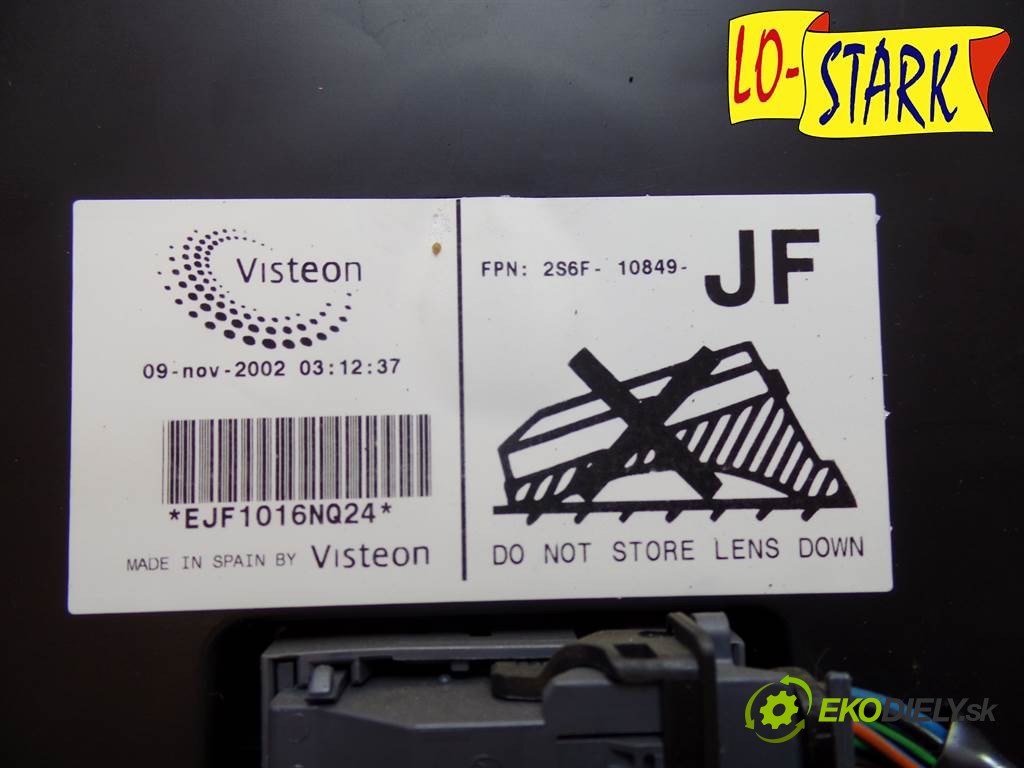 LO-STARK
Visteon
09-nov-2002 03:12:37
*EJF1016NQ24*
MADE IN SPAIN BY Visteon
FPN: 2S6F- 10849- JF
DO NOT STORE LENS DOWN
EKODIELY.sk